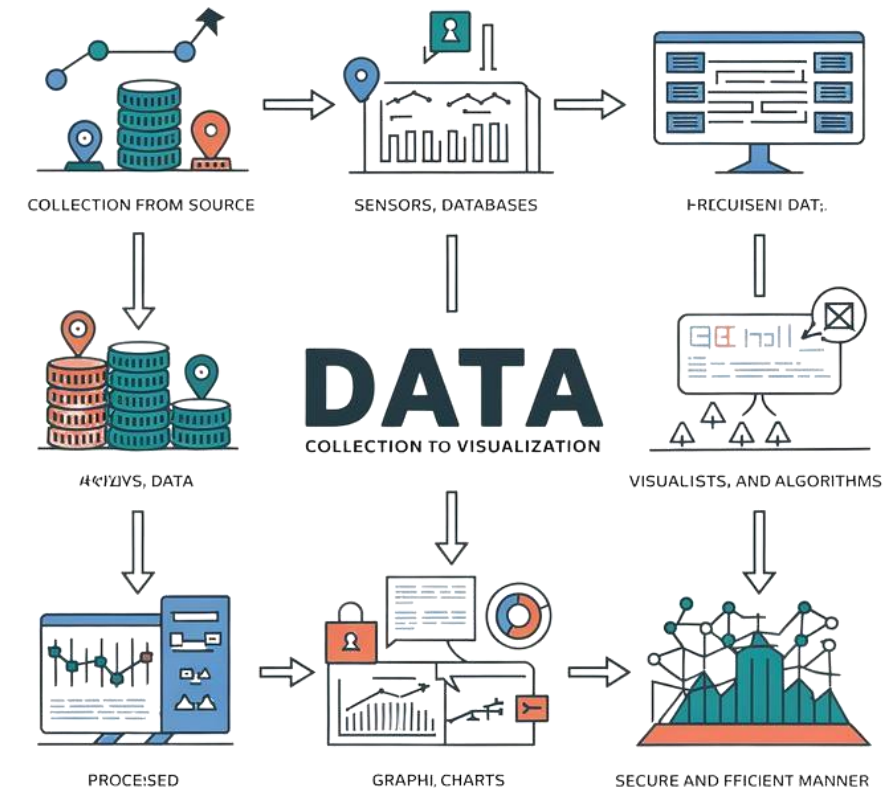 COLLECTION FROM SOURCE
SENSORS, DATABASES
DATA
COLLECTION TO VISUALIZATION
DATA
VISUALISTS, AND ALGORITHMS
PROCESSED
GRAPHI, CHARTS
SECURE AND FFICIENT MANNER